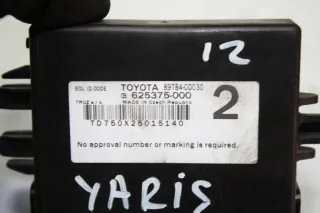 12
ECU, ID CODE TOYOTA 89784-0D030
625375-000
TRCZ s.r.o. MADE IN Czech Republic
2
TD750X25015140
No approval number or marking is required.
YARIS